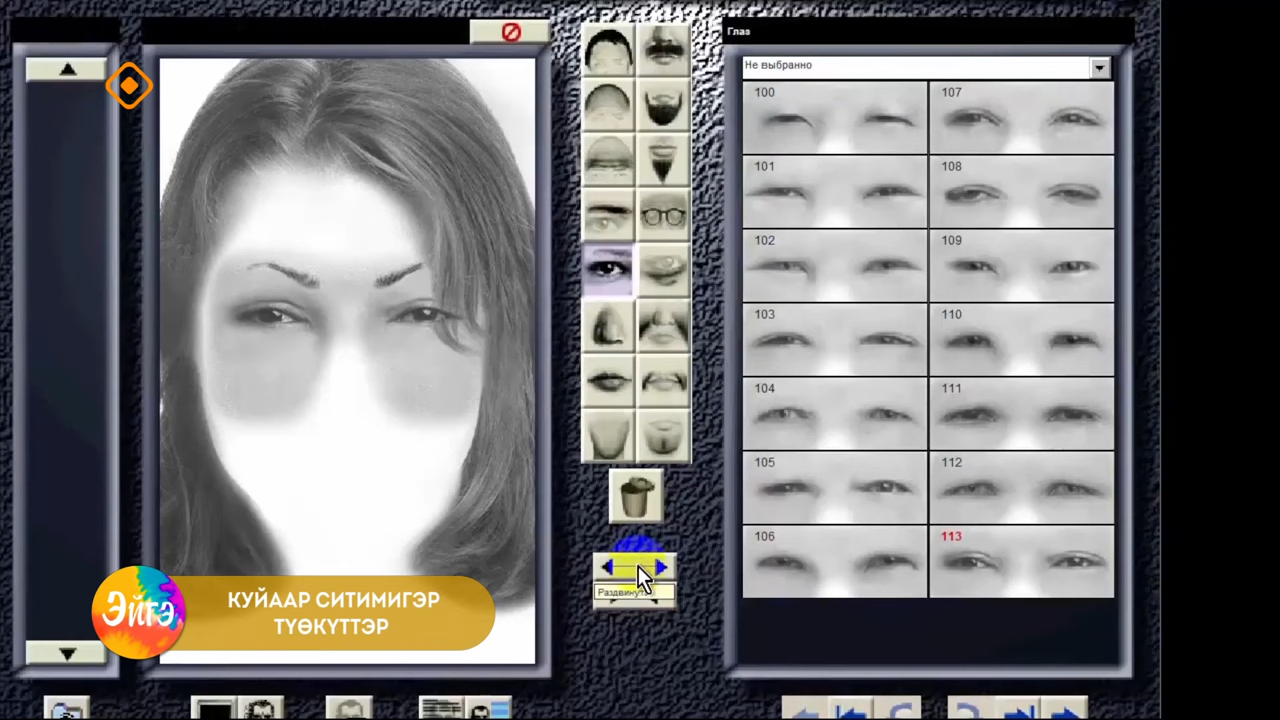 Глаз
Не выбранно
100
107
101
108
102
109
103
110
104
111
105
112
106
113
Раздвинуть
Эйгэ
КУЙААР СИТИМИГЭР
ТҮӨКҮТТЭР